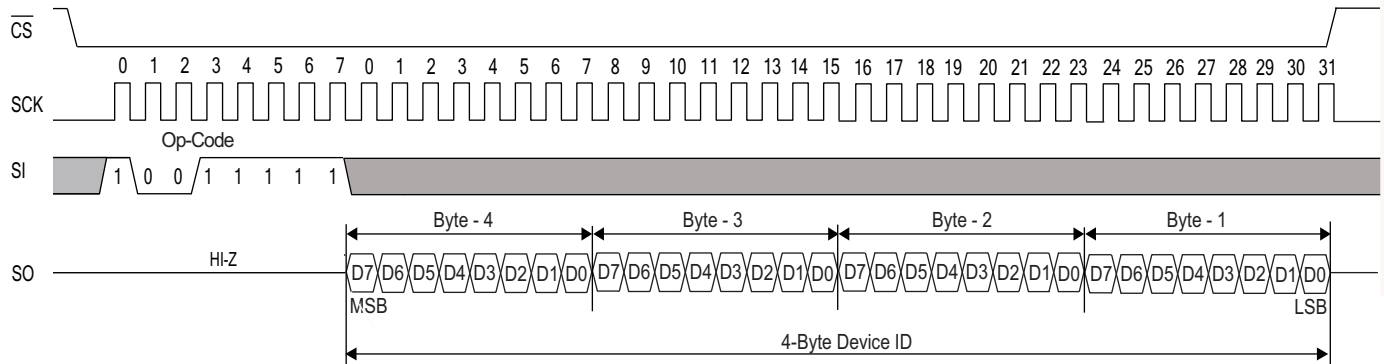 CS
0 1 2 3 4 5 6 7 0 1 2 3 4 5 6 7 8 9 10 11 12 13 14 15 16 17 18 19 20 21 22 23 24 25 26 27 28 29 30 31
SCK
Op-Code
SI 1 0 0 1 1 1 1 1
Byte - 4 Byte - 3 Byte - 2 Byte - 1
HI-Z
SO D7 D6 D5 D4 D3 D2 D1 D0 D7 D6 D5 D4 D3 D2 D1 D0 D7 D6 D5 D4 D3 D2 D1 D0 D7 D6 D5 D4 D3 D2 D1 D0
MSB LSB
4-Byte Device ID